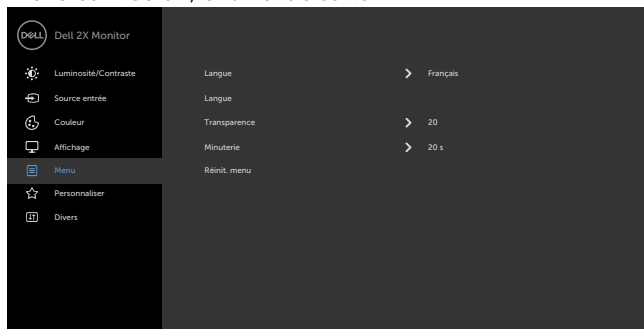 DELL
Dell 2X Monitor
Luminosité/Contraste
Source entrée
Couleur
Affichage
Menu
Personnaliser
Divers
Langue Français
Langue
Transparence 20
Minuterie 20 s
Réinit. menu